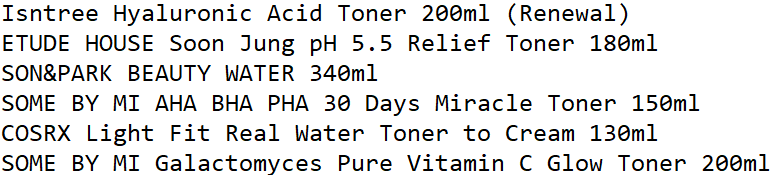 Isntree Hyaluronic Acid Toner 200ml (Renewal)
ETUDE HOUSE Soon Jung pH 5.5 Relief Toner 180ml
SON&PARK BEAUTY WATER 340ml
SOME BY MI AHA BHA PHA 30 Days Miracle Toner 150ml
COSRX Light Fit Real Water Toner to Cream 130ml
SOME BY MI Galactomyces Pure Vitamin C Glow Toner 200ml